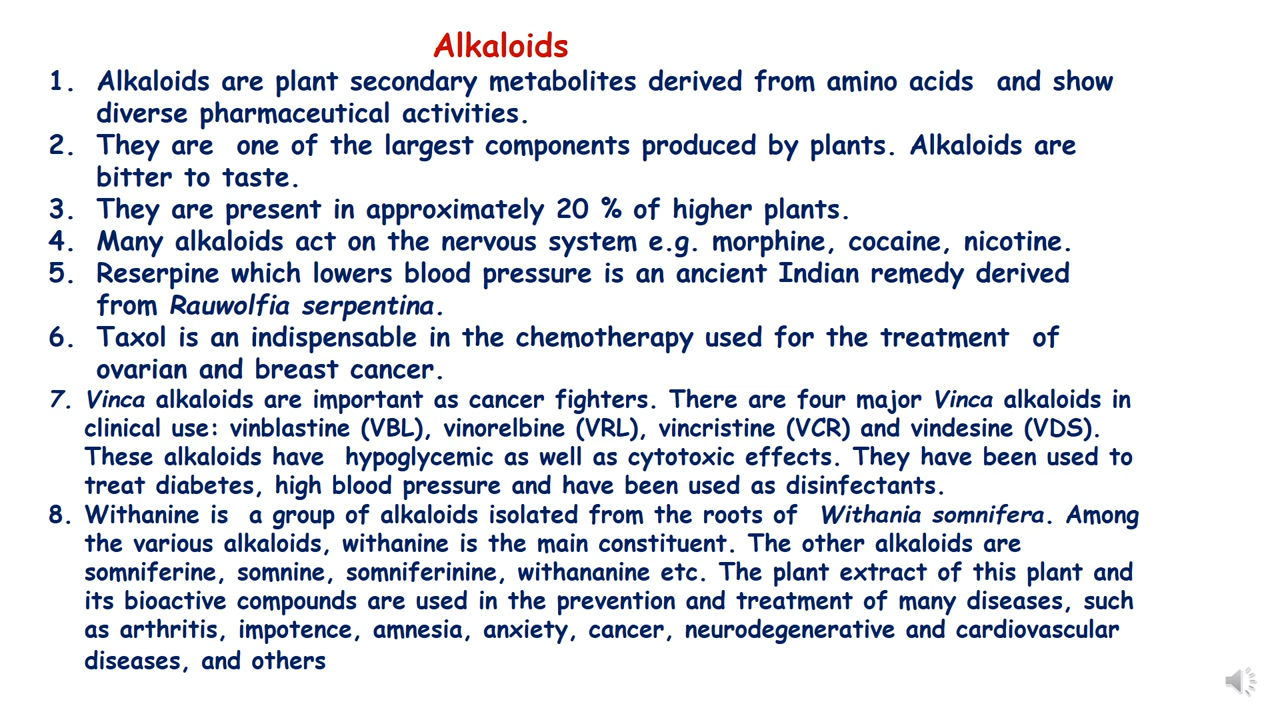 Alkaloids
1. Alkaloids are plant secondary metabolites derived from amino acids and show
diverse pharmaceutical activities.
2. They are one of the largest components produced by plants. Alkaloids are
bitter to taste.
3. They are present in approximately 20 % of higher plants.
4. Many alkaloids act on the nervous system e.g. morphine, cocaine, nicotine.
5. Reserpine which lowers blood pressure is an ancient Indian remedy derived
from Rauwolfia serpentina.
6. Taxol is an indispensable in the chemotherapy used for the treatment of
ovarian and breast cancer.
7. Vinca alkaloids are important as cancer fighters. There are four major Vinca alkaloids in
clinical use: vinblastine (VBL), vinorelbine (VRL), vincristine (VCR) and vindesine (VDS).
These alkaloids have hypoglycemic as well as cytotoxic effects. They have been used to
treat diabetes, high blood pressure and have been used as disinfectants.
8. Withanine is a group of alkaloids isolated from the roots of Withania somnifera. Among
the various alkaloids, withanine is the main constituent. The other alkaloids are
somniferine, somnine, somniferinine, withananine etc. The plant extract of this plant and
its bioactive compounds are used in the prevention and treatment of many diseases, such
as arthritis, impotence, amnesia, anxiety, cancer, neurodegenerative and cardiovascular
diseases, and others